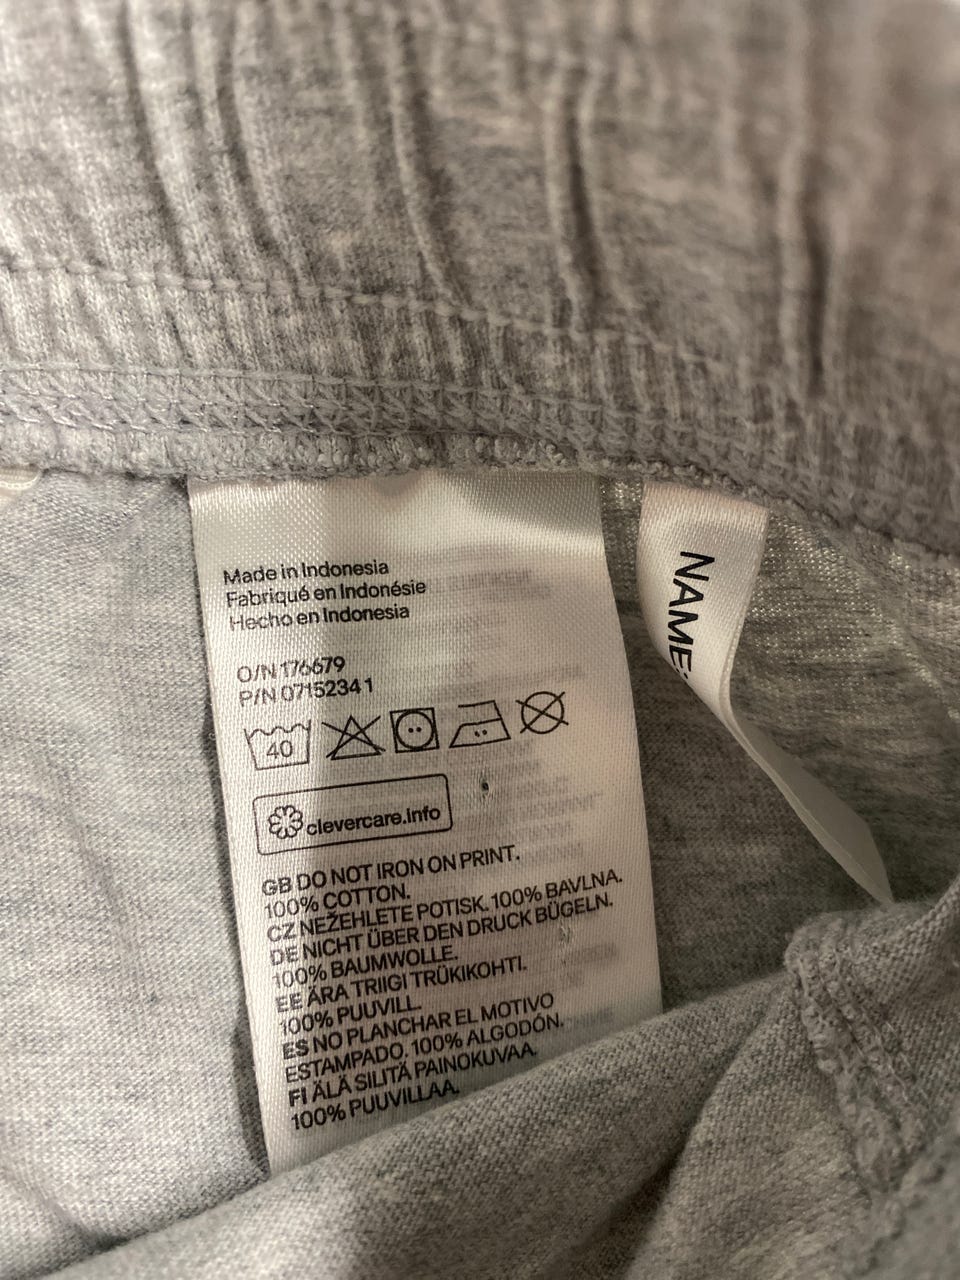 Made in Indonesia
Fabriqué en Indonésie
Hecho en Indonesia
O/N 176679
P/N 0715234 1
40
clevercare.info
GB DO NOT IRON ON PRINT.
100% COTTON.
CZ NEŽEHLETE POTISK. 100% BAVLNA.
DE NICHT ÜBER DEN DRUCK BÜGELN.
100% BAUMWOLLE.
EE ÄRA TRIIGI TRÜKIKOHTI.
100% PUUVILL.
ES NO PLANCHAR EL MOTIVO
ESTAMPADO. 100% ALGODÓN.
FI ÄLÄ SILITÄ PAINOKUVAA.
100% PUUVILLAA.
NAME: